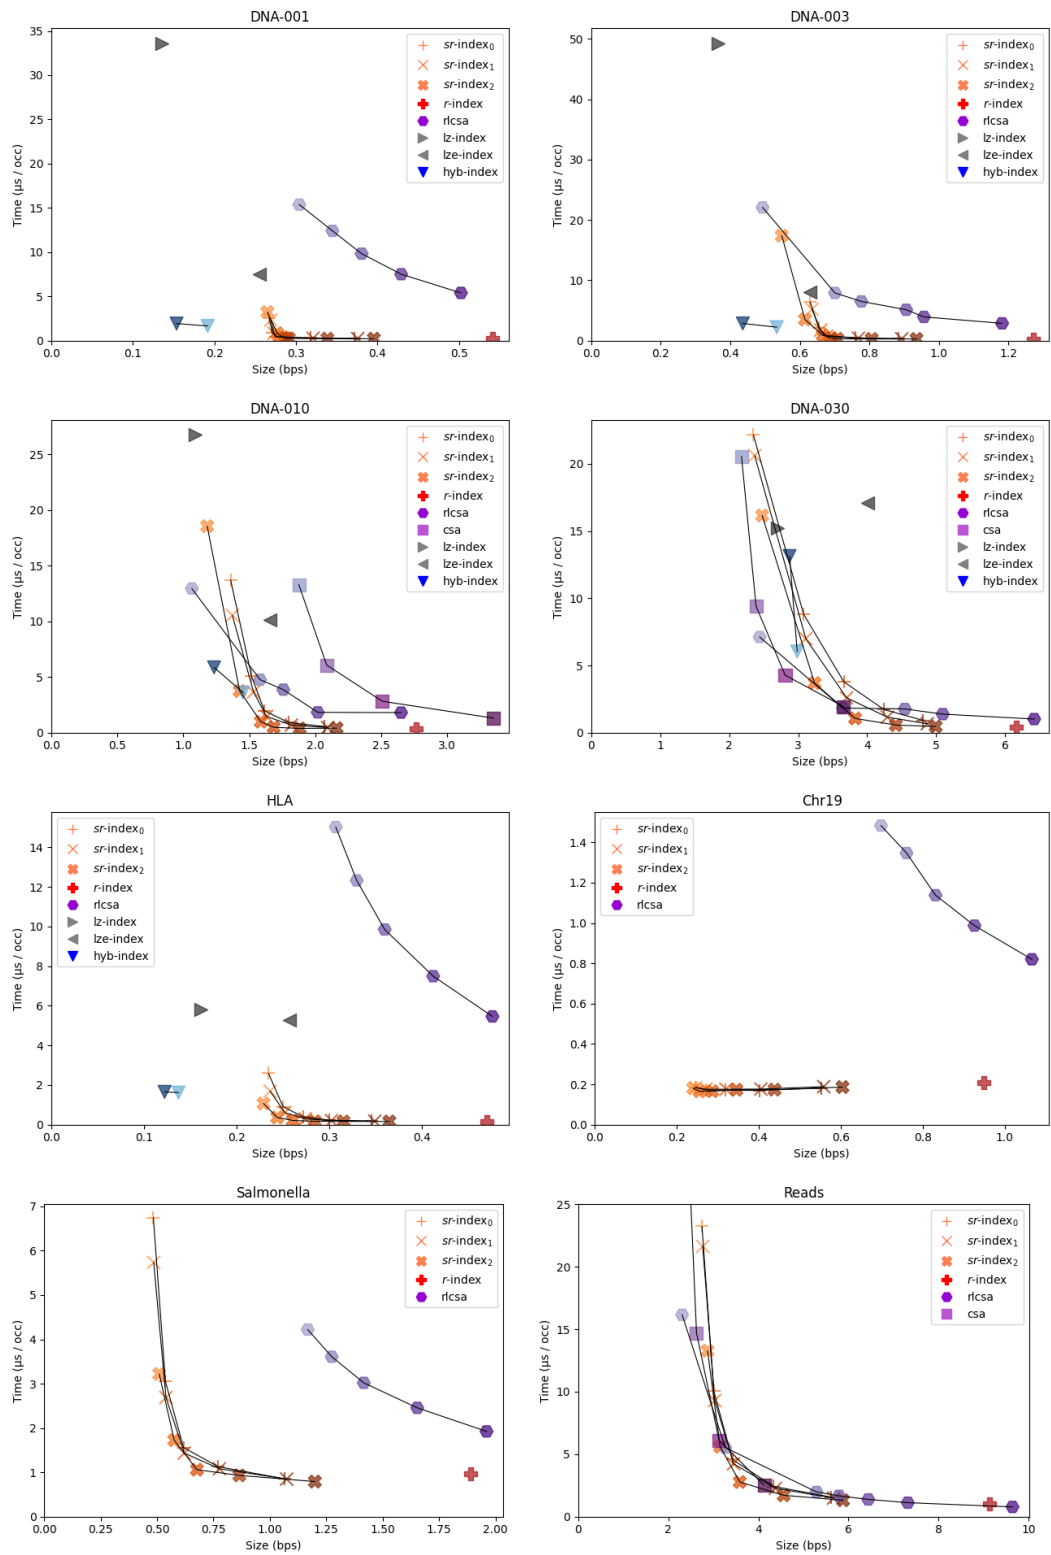 DNA-001
35
30
25
20
15
10
5
0
Time (µs / occ)
0.0 0.1 0.2 0.3 0.4 0.5
Size (bps)
sr-index0
sr-index1
sr-index2
r-index
rlcsa
lz-index
lze-index
hyb-index
DNA-003
50
40
30
20
10
0
Time (µs / occ)
0.0 0.2 0.4 0.6 0.8 1.0 1.2
Size (bps)
sr-index0
sr-index1
sr-index2
r-index
rlcsa
lz-index
lze-index
hyb-index
DNA-010
25
20
15
10
5
0
Time (µs / occ)
0.0 0.5 1.0 1.5 2.0 2.5 3.0
Size (bps)
sr-index0
sr-index1
sr-index2
r-index
rlcsa
csa
lz-index
lze-index
hyb-index
DNA-030
20
15
10
5
0
Time (µs / occ)
0 1 2 3 4 5 6
Size (bps)
sr-index0
sr-index1
sr-index2
r-index
rlcsa
csa
lz-index
lze-index
hyb-index
HLA
14
12
10
8
6
4
2
0
Time (µs / occ)
0.0 0.1 0.2 0.3 0.4
Size (bps)
sr-index0
sr-index1
sr-index2
r-index
rlcsa
lz-index
lze-index
hyb-index
Chr19
1.4
1.2
1.0
0.8
0.6
0.4
0.2
0.0
Time (µs / occ)
0.0 0.2 0.4 0.6 0.8 1.0
Size (bps)
sr-index0
sr-index1
sr-index2
r-index
rlcsa
Salmonella
7
6
5
4
3
2
1
0
Time (µs / occ)
0.00 0.25 0.50 0.75 1.00 1.25 1.50 1.75 2.00
Size (bps)
sr-index0
sr-index1
sr-index2
r-index
rlcsa
Reads
25
20
15
10
5
0
Time (µs / occ)
2 4 6 8 10
Size (bps)
sr-index0
sr-index1
sr-index2
r-index
rlcsa
csa